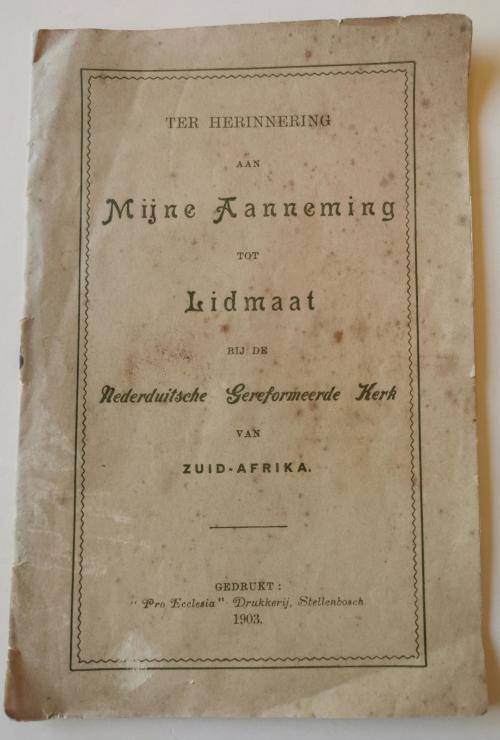 TER HERINNERING
AAN
Mijne Aanneming
TOT
Lidmaat
BIJ DE
Nederduitsche Gereformeerde Kerk
VAN
ZUID-AFRIKA.
GEDRUKT:
"Pro Ecclesia" Drukkerij, Stellenbosch
1903.